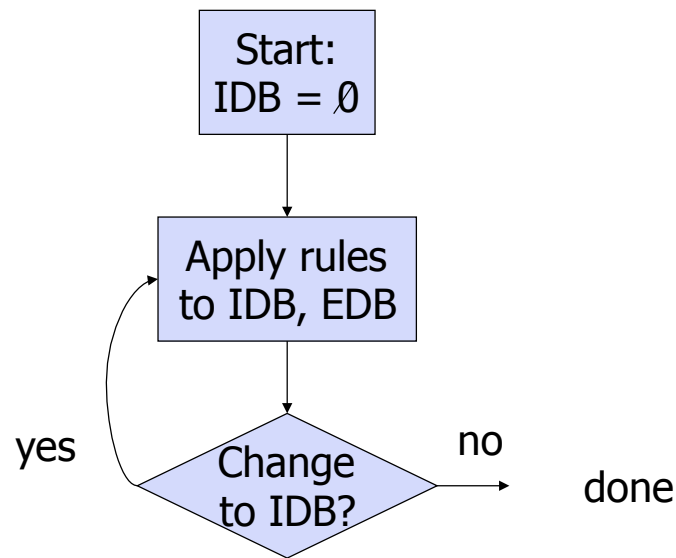 Start:
IDB = ∅
Apply rules
to IDB, EDB
yes
Change
to IDB?
no
done